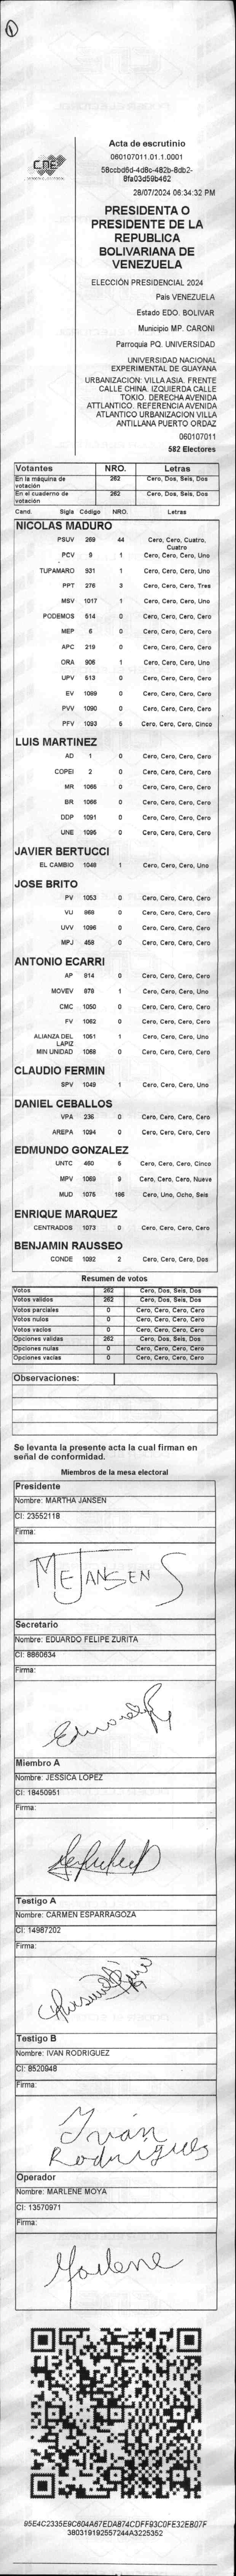 1
CNE
Acta de escrutinio
060107011.01.1.0001
58ccbd6d-4d8c-482b-8db2-
8fa03d59b462
28/07/2024 06:34:32 PM
PRESIDENTA O
PRESIDENTE DE LA
REPUBLICA
BOLIVARIANA DE
VENEZUELA
ELECCIÓN PRESIDENCIAL 2024
Pais VENEZUELA
Estado EDO. BOLIVAR
Municipio MP. CARONI
Parroquia PQ. UNIVERSIDAD
UNIVERSIDAD NACIONAL
EXPERIMENTAL DE GUAYANA
URBANIZACION: VILLA ASIA. FRENTE
CALLE CHINA. IZQUIERDA CALLE
TOKIO. DERECHA AVENIDA
ATTLANTICO. REFERENCIA AVENIDA
ATLANTICO URBANIZACION VILLA
ANTILLANA PUERTO ORDAZ
060107011
582 Electores
Votantes NRO. Letras
En la máquina de votación 262 Cero, Dos, Seis, Dos
En el cuaderno de votación 262 Cero, Dos, Seis, Dos
Cand. Sigla Código NRO. Letras
NICOLAS MADURO
PSUV 269 44 Cero, Cero, Cuatro, Cuatro
PCV 9 1 Cero, Cero, Cero, Uno
TUPAMARO 931 1 Cero, Cero, Cero, Uno
PPT 276 3 Cero, Cero, Cero, Tres
MSV 1017 1 Cero, Cero, Cero, Uno
PODEMOS 514 0 Cero, Cero, Cero, Cero
MEP 6 0 Cero, Cero, Cero, Cero
APC 219 0 Cero, Cero, Cero, Cero
ORA 906 1 Cero, Cero, Cero, Uno
UPV 513 0 Cero, Cero, Cero, Cero
EV 1089 0 Cero, Cero, Cero, Cero
PVV 1090 0 Cero, Cero, Cero, Cero
PFV 1093 5 Cero, Cero, Cero, Cinco
LUIS MARTINEZ
AD 1 0 Cero, Cero, Cero, Cero
COPEI 2 0 Cero, Cero, Cero, Cero
MR 1065 0 Cero, Cero, Cero, Cero
BR 1066 0 Cero, Cero, Cero, Cero
DDP 1091 0 Cero, Cero, Cero, Cero
UNE 1095 0 Cero, Cero, Cero, Cero
JAVIER BERTUCCI
EL CAMBIO 1048 1 Cero, Cero, Cero, Uno
JOSE BRITO
PV 1053 0 Cero, Cero, Cero, Cero
VU 868 0 Cero, Cero, Cero, Cero
UVV 1096 0 Cero, Cero, Cero, Cero
MPJ 458 0 Cero, Cero, Cero, Cero
ANTONIO ECARRI
AP 814 0 Cero, Cero, Cero, Cero
MOVEV 878 1 Cero, Cero, Cero, Uno
CMC 1050 0 Cero, Cero, Cero, Cero
FV 1062 0 Cero, Cero, Cero, Cero
ALIANZA DEL LAPIZ 1051 1 Cero, Cero, Cero, Uno
MIN UNIDAD 1068 0 Cero, Cero, Cero, Cero
CLAUDIO FERMIN
SPV 1049 1 Cero, Cero, Cero, Uno
DANIEL CEBALLOS
VPA 236 0 Cero, Cero, Cero, Cero
AREPA 1094 0 Cero, Cero, Cero, Cero
EDMUNDO GONZALEZ
UNTC 460 5 Cero, Cero, Cero, Cinco
MPV 1069 9 Cero, Cero, Cero, Nueve
MUD 1075 186 Cero, Uno, Ocho, Seis
ENRIQUE MARQUEZ
CENTRADOS 1073 0 Cero, Cero, Cero, Cero
BENJAMIN RAUSSEO
CONDE 1092 2 Cero, Cero, Cero, Dos
Resumen de votos
Votos 262 Cero, Dos, Seis, Dos
Votos validos 262 Cero, Dos, Seis, Dos
Votos parciales 0 Cero, Cero, Cero, Cero
Votos nulos 0 Cero, Cero, Cero, Cero
Votos vacios 0 Cero, Cero, Cero, Cero
Opciones validas 262 Cero, Dos, Seis, Dos
Opciones nulas 0 Cero, Cero, Cero, Cero
Opciones vacias 0 Cero, Cero, Cero, Cero
Observaciones:
Se levanta la presente acta la cual firman en
señal de conformidad.
Miembros de la mesa electoral
Presidente
Nombre: MARTHA JANSEN
CI: 23552118
Firma:
MEJANSEN S
Secretario
Nombre: EDUARDO FELIPE ZURITA
CI: 8860634
Firma:
Miembro A
Nombre: JESSICA LOPEZ
CI: 18450951
Firma:
Testigo A
Nombre: CARMEN ESPARRAGOZA
CI: 14987202
Firma:
Testigo B
Nombre: IVAN RODRIGUEZ
CI: 8520948
Firma:
Iván
Rodriguez
Operador
Nombre: MARLENE MOYA
CI: 13570971
Firma:
Marlene
95E4C2335E9C604A67EDA874CDFF93C0FE32EB07F
380319192557244A3225352